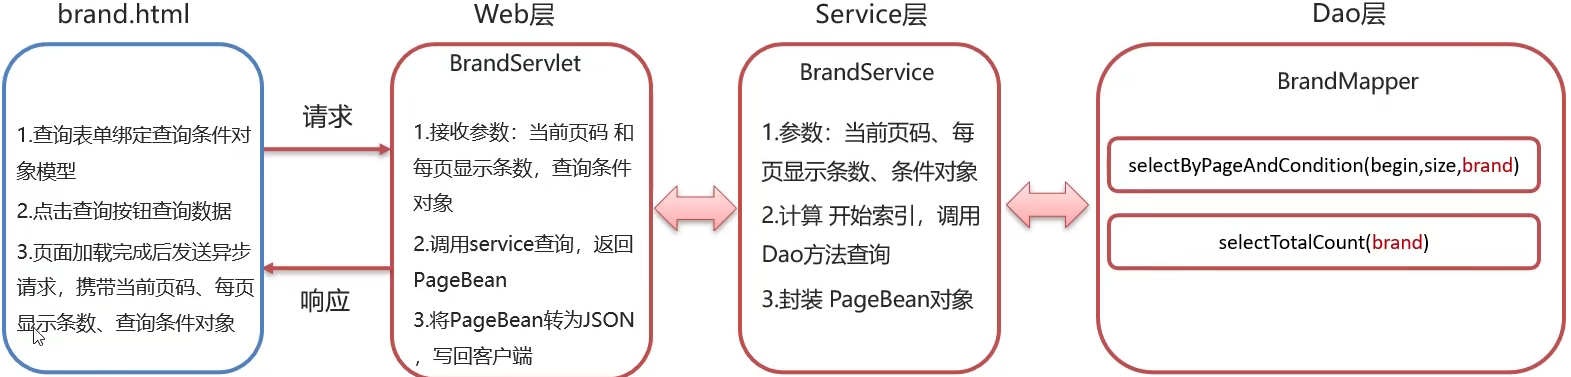 brand.html
1.查询表单绑定查询条件对
象模型
2.点击查询按钮查询数据
3.页面加载完成后发送异步
请求，携带当前页码、每页
显示条数、查询条件对象
请求
响应
Web层
BrandServlet
1.接收参数：当前页码 和
每页显示条数，查询条件
对象
2.调用service查询，返回
PageBean
3.将PageBean转为JSON
，写回客户端
Service层
BrandService
1.参数：当前页码、每
页显示条数、条件对象
2.计算 开始索引，调用
Dao方法查询
3.封装 PageBean对象
Dao层
BrandMapper
selectByPageAndCondition(begin,size,brand)
selectTotalCount(brand)